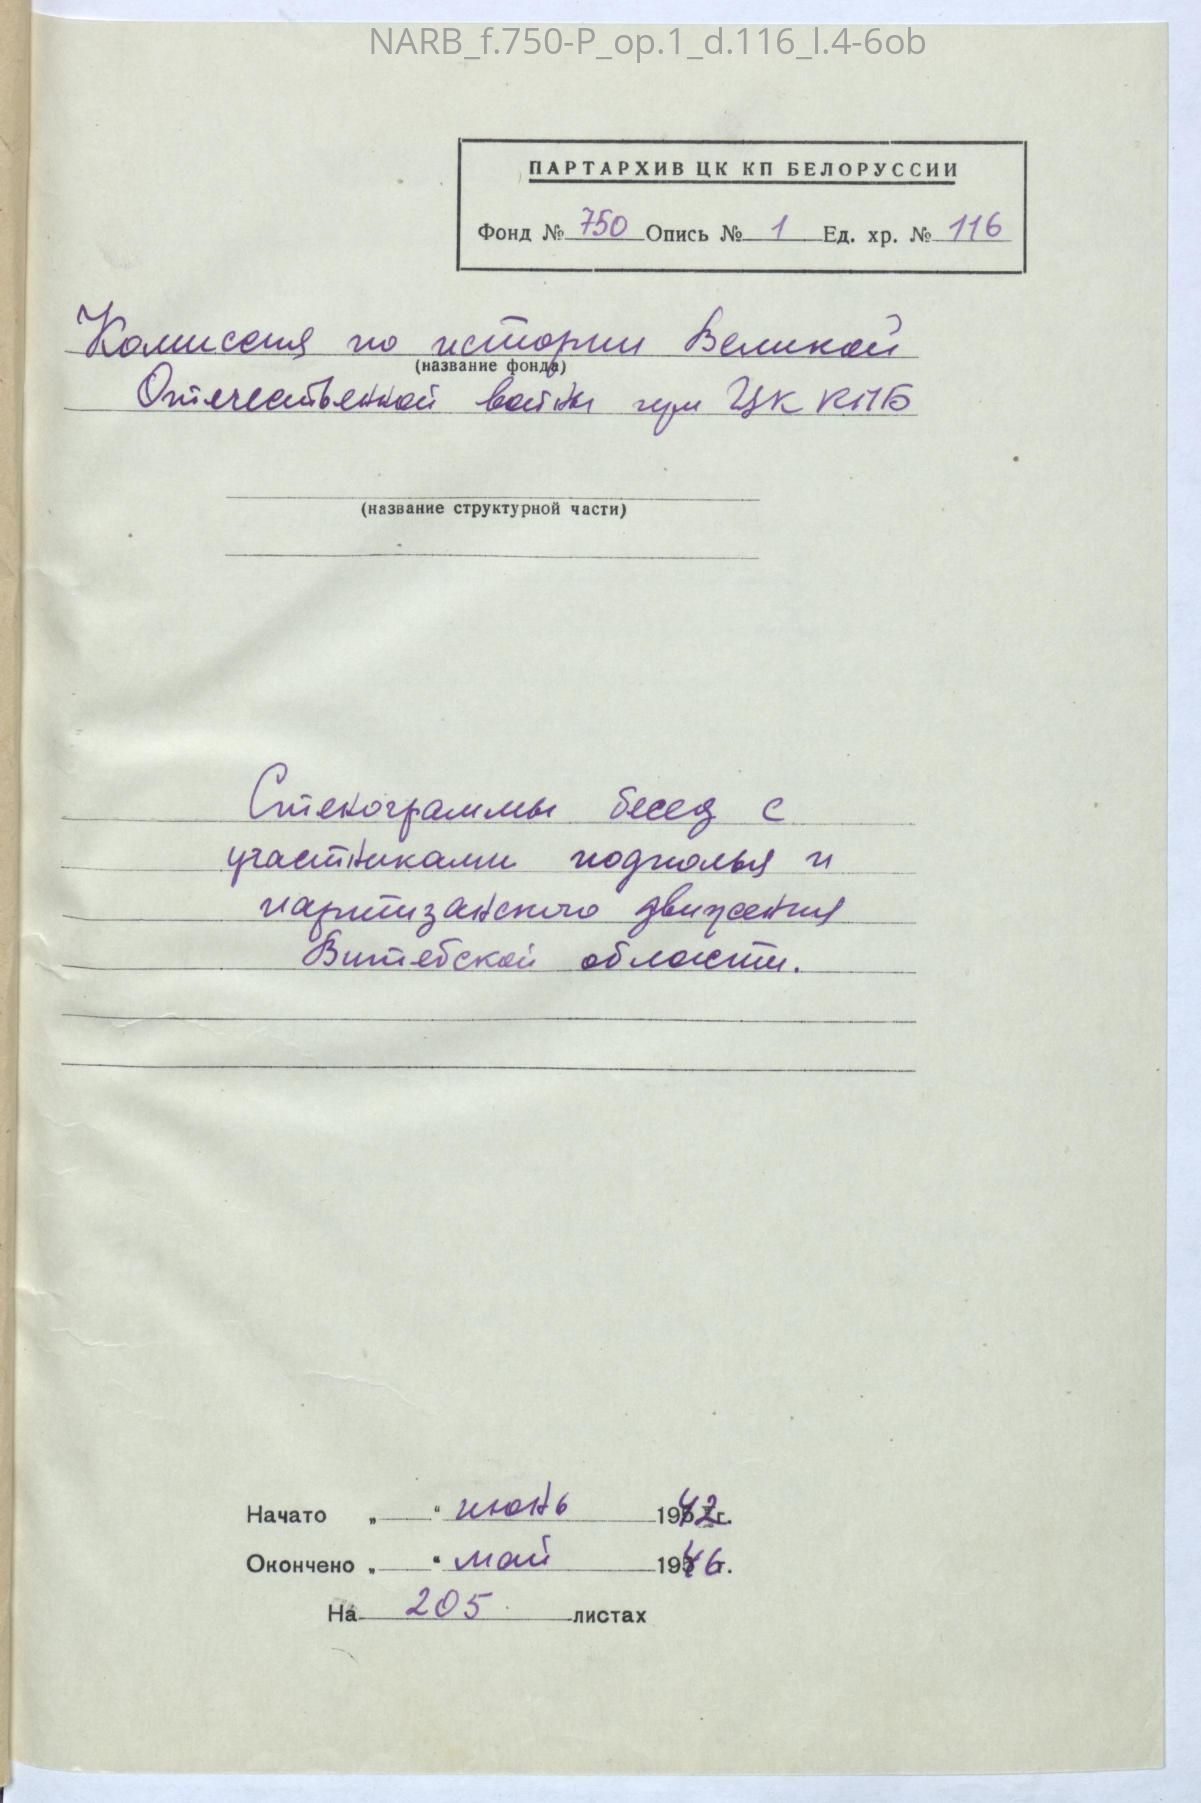 NARB_f.750-P_op.1_d.116_l.4-6ob
ПАРТАРХИВ ЦК КП БЕЛОРУССИИ
Фонд № 750 Опись № 1 Ед. хр. № 116
Комиссия по истории Великой
(название фонда)
Отечественной войны при ЦК КПБ
(название структурной части)
Стенограммы бесед с
участниками подполья и
партизанского движения
Витебской области.
Начато „ “ июнь 1942 г.
Окончено „ “ май 1946 г.
На 205 листах